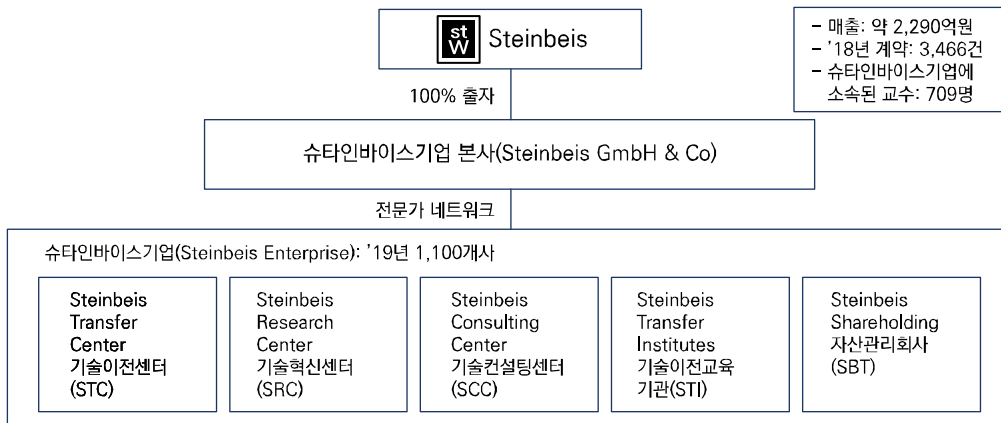 stw Steinbeis
- 매출: 약 2,290억원
- ’18년 계약: 3,466건
- 슈타인바이스기업에
소속된 교수: 709명
100% 출자
슈타인바이스기업 본사(Steinbeis GmbH & Co)
전문가 네트워크
슈타인바이스기업(Steinbeis Enterprise): ’19년 1,100개사
Steinbeis
Transfer
Center
기술이전센터
(STC)
Steinbeis
Research
Center
기술혁신센터
(SRC)
Steinbeis
Consulting
Center
기술컨설팅센터
(SCC)
Steinbeis
Transfer
Institutes
기술이전교육
기관(STI)
Steinbeis
Shareholding
자산관리회사
(SBT)